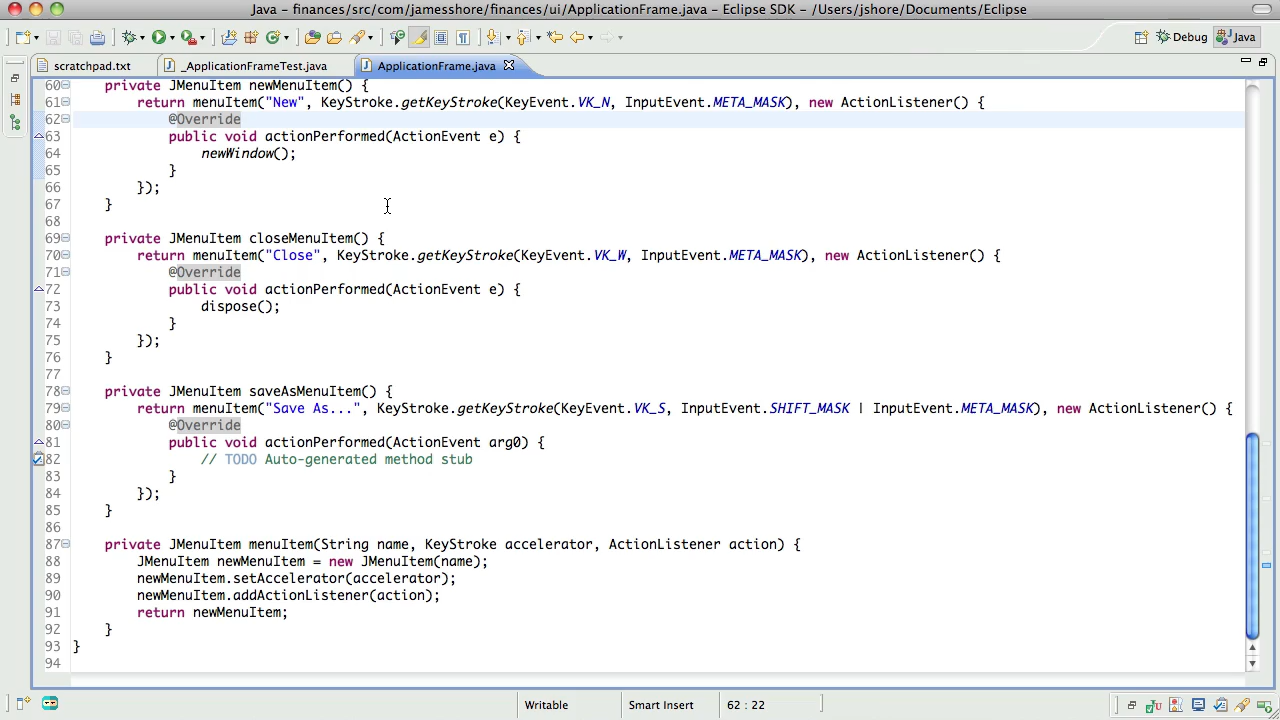 Java - finances/src/com/jamesshore/finances/ui/ApplicationFrame.java - Eclipse SDK - /Users/jshore/Documents/Eclipse
Debug
Java
scratchpad.txt
_ApplicationFrameTest.java
ApplicationFrame.java
60 private JMenuItem newMenuItem() {
61 return menuItem("New", KeyStroke.getKeyStroke(KeyEvent.VK_N, InputEvent.META_MASK), new ActionListener() {
62 @Override
63 public void actionPerformed(ActionEvent e) {
64 newWindow();
65 }
66 });
67 }
68
69 private JMenuItem closeMenuItem() {
70 return menuItem("Close", KeyStroke.getKeyStroke(KeyEvent.VK_W, InputEvent.META_MASK), new ActionListener() {
71 @Override
72 public void actionPerformed(ActionEvent e) {
73 dispose();
74 }
75 });
76 }
77
78 private JMenuItem saveAsMenuItem() {
79 return menuItem("Save As...", KeyStroke.getKeyStroke(KeyEvent.VK_S, InputEvent.SHIFT_MASK | InputEvent.META_MASK), new ActionListener() {
80 @Override
81 public void actionPerformed(ActionEvent arg0) {
82 // TODO Auto-generated method stub
83 }
84 });
85 }
86
87 private JMenuItem menuItem(String name, KeyStroke accelerator, ActionListener action) {
88 JMenuItem newMenuItem = new JMenuItem(name);
89 newMenuItem.setAccelerator(accelerator);
90 newMenuItem.addActionListener(action);
91 return newMenuItem;
92 }
93 }
94
Writable
Smart Insert
62 : 22